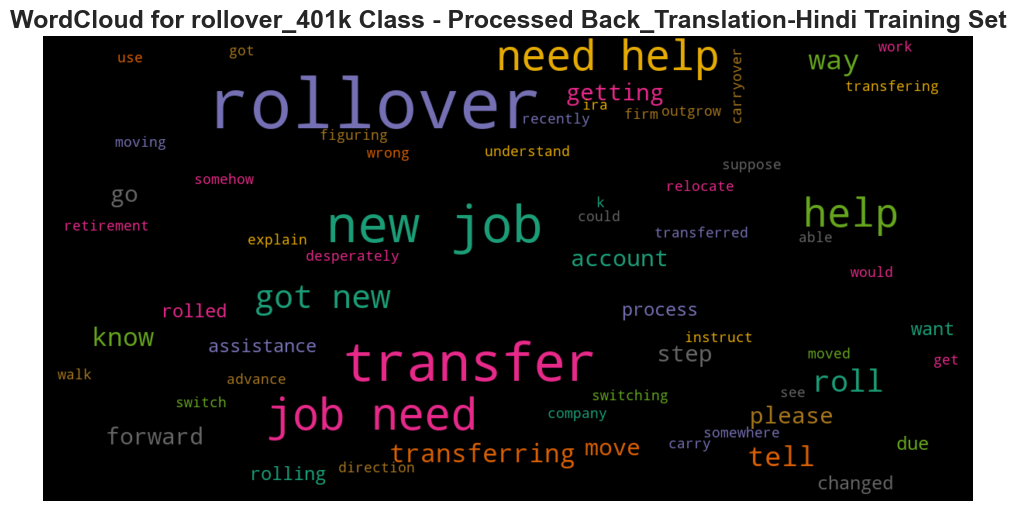 WordCloud for rollover_401k Class - Processed Back_Translation-Hindi Training Set
use
got
need help
work
way
transfering
rollover
getting
ira
carryover
recently
firm
outgrow
figuring
moving
wrong
understand
suppose
somehow
relocate
go
k
could
help
retirement
new job
transferred
able
explain
desperately
account
would
got new
rolled
process
know
assistance
instruct
want
step
moved
get
transfer
walk
advance
roll
switch
switching
see
job need
company
please
forward
somewhere
carry
due
transferring
move
tell
rolling
direction
changed